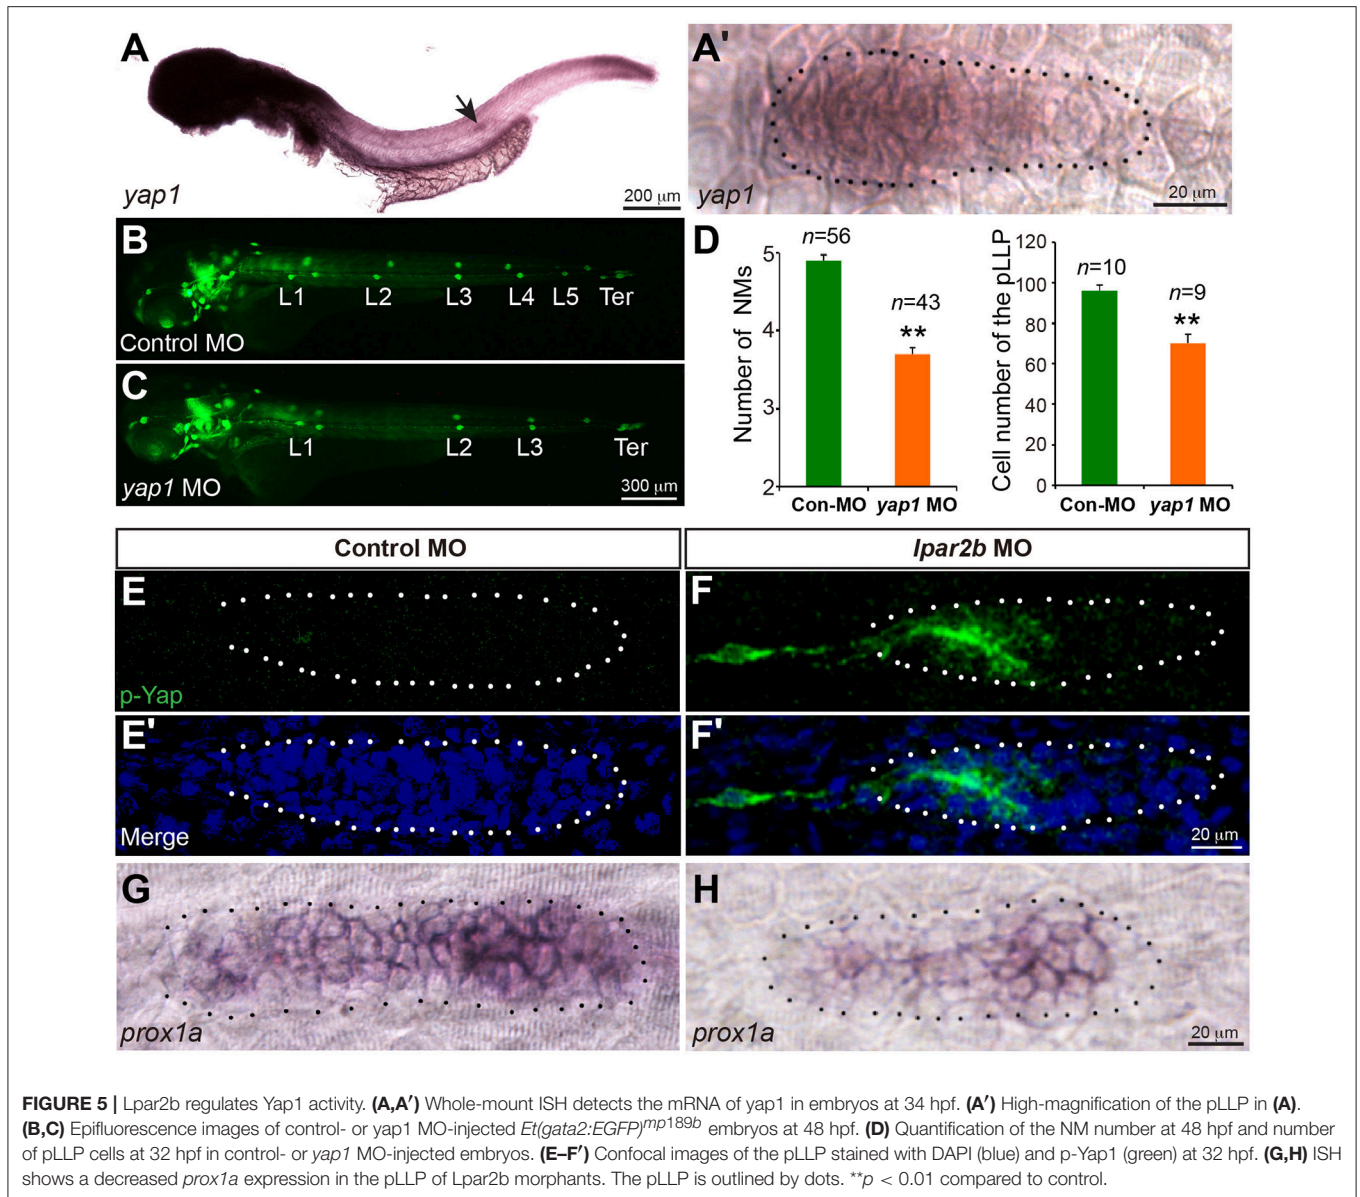 A
yap1
200 µm
A'
yap1
20 µm
B
L1 L2 L3 L4 L5 Ter
Control MO
C
L1 L2 L3 Ter
yap1 MO
300 µm
D
Number of NMs
5
4
3
2
n=56
n=43
**
Con-MO yap1 MO
Cell number of the pLLP
120
100
80
60
40
20
0
n=10
n=9
**
Con-MO yap1 MO
Control MO
lpar2b MO
E
p-Yap
F
E'
Merge
F'
20 µm
G
prox1a
H
prox1a
20 µm
FIGURE 5 | Lpar2b regulates Yap1 activity. (A,A′) Whole-mount ISH detects the mRNA of yap1 in embryos at 34 hpf. (A′) High-magnification of the pLLP in (A).
(B,C) Epifluorescence images of control- or yap1 MO-injected Et(gata2:EGFP)mp189b embryos at 48 hpf. (D) Quantification of the NM number at 48 hpf and number
of pLLP cells at 32 hpf in control- or yap1 MO-injected embryos. (E–F′) Confocal images of the pLLP stained with DAPI (blue) and p-Yap1 (green) at 32 hpf. (G,H) ISH
shows a decreased prox1a expression in the pLLP of Lpar2b morphants. The pLLP is outlined by dots. **p < 0.01 compared to control.